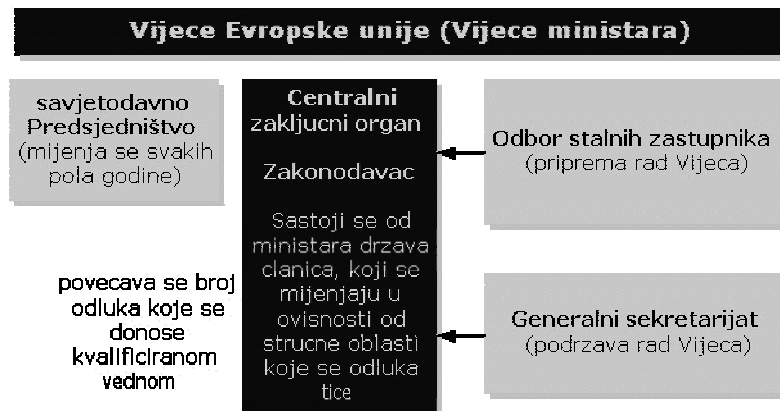 Vijece Evropske unije (Vijece ministara)
savjetodavno
Predsjedništvo
(mijenja se svakih
pola godine)
povecava se broj
odluka koje se
donose
kvalificiranom
vednom
Centralni
zakljucni organ
Zakonodavac
Sastoji se od
ministara drzava
clanica, koji se
mijenjaju u
ovisnosti od
strucne oblasti
koje se odluka
tice
Odbor stalnih zastupnika
(priprema rad Vijeca)
Generalni sekretarijat
(podrzava rad Vijeca)